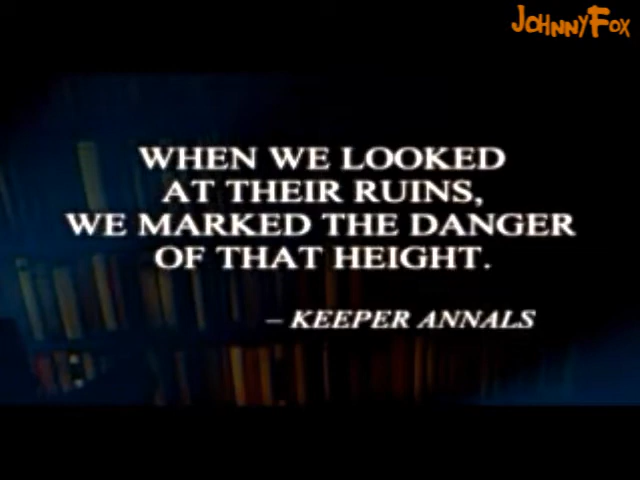 JOHNNYFOX
WHEN WE LOOKED
AT THEIR RUINS,
WE MARKED THE DANGER
OF THAT HEIGHT.
– KEEPER ANNALS